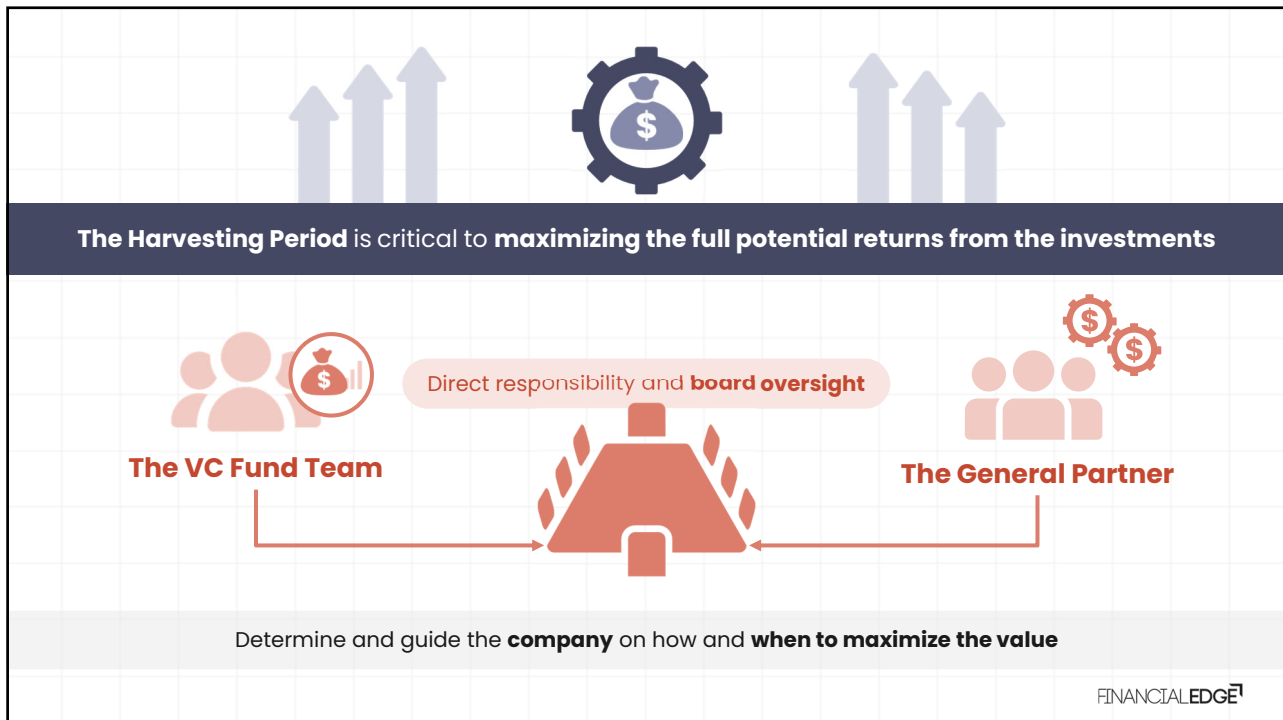 The Harvesting Period is critical to maximizing the full potential returns from the investments
Direct responsibility and board oversight
The VC Fund Team
The General Partner
Determine and guide the company on how and when to maximize the value
FINANCIALEDGE